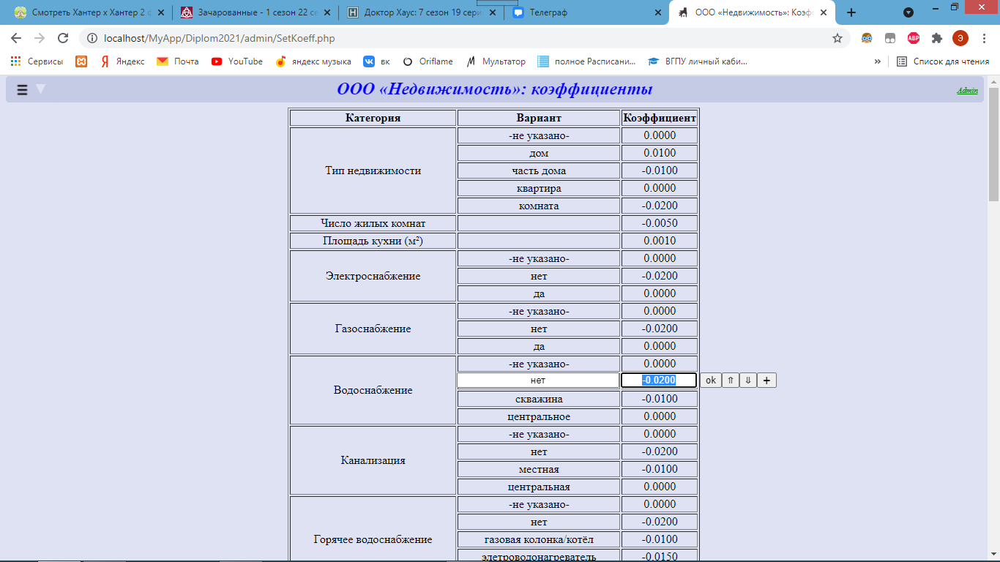 Смотреть Хантер х Хантер 2 ф
Зачарованные - 1 сезон 22 се
Доктор Хаус: 7 сезон 19 сери
Телеграф
ООО «Недвижимость»: Коэф
localhost/MyApp/Diplom2021/admin/SetKoeff.php
ABP Э
Сервисы Яндекс Почта YouTube яндекс музыка вк Oriflame Мультатор полное Расписани... ВГПУ личный каби... » Список для чтения
ООО «Недвижимость»: коэффициенты
Admin
Категория Вариант Коэффициент
Тип недвижимости
-не указано- 0.0000
дом 0.0100
часть дома -0.0100
квартира 0.0000
комната -0.0200
Число жилых комнат -0.0050
Площадь кухни (м²) 0.0010
Электроснабжение
-не указано- 0.0000
нет -0.0200
да 0.0000
Газоснабжение
-не указано- 0.0000
нет -0.0200
да 0.0000
Водоснабжение
-не указано- 0.0000
нет -0.0200 ok ⇑ ⇓ +
скважина -0.0100
центральное 0.0000
Канализация
-не указано- 0.0000
нет -0.0200
местная -0.0100
центральная 0.0000
Горячее водоснабжение
-не указано- 0.0000
нет -0.0200
газовая колонка/котёл -0.0100
элетроводонагреватель -0.0150